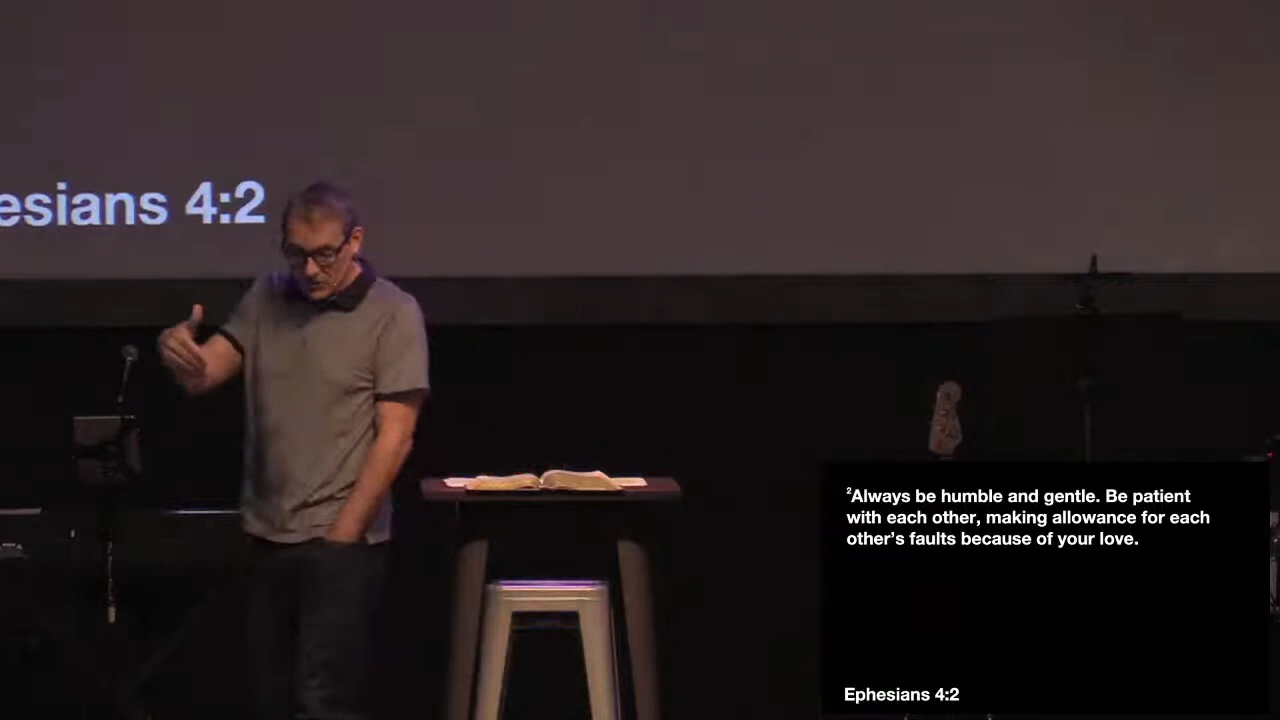 esians 4:2
²Always be humble and gentle. Be patient
with each other, making allowance for each
other’s faults because of your love.
Ephesians 4:2